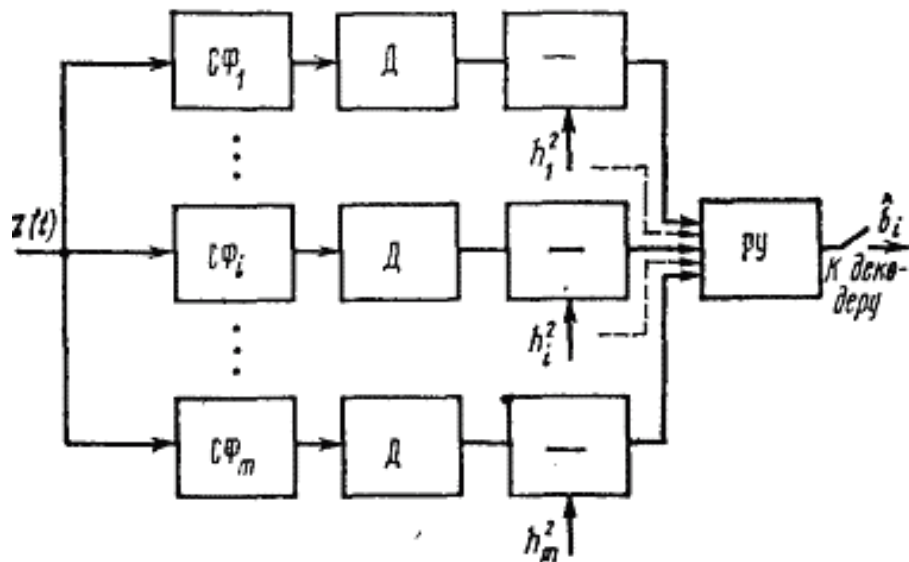 СФ₁ Д —
h₁²
z(t) СФᵢ Д — РУ b̂ᵢ
К деко-
деру
hᵢ²
СФₘ Д —
hₘ²